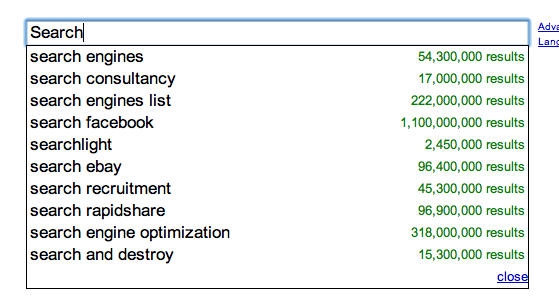 Search
Adva
Lang
search engines 54,300,000 results
search consultancy 17,000,000 results
search engines list 222,000,000 results
search facebook 1,100,000,000 results
searchlight 2,450,000 results
search ebay 96,400,000 results
search recruitment 45,300,000 results
search rapidshare 96,900,000 results
search engine optimization 318,000,000 results
search and destroy 15,300,000 results
close